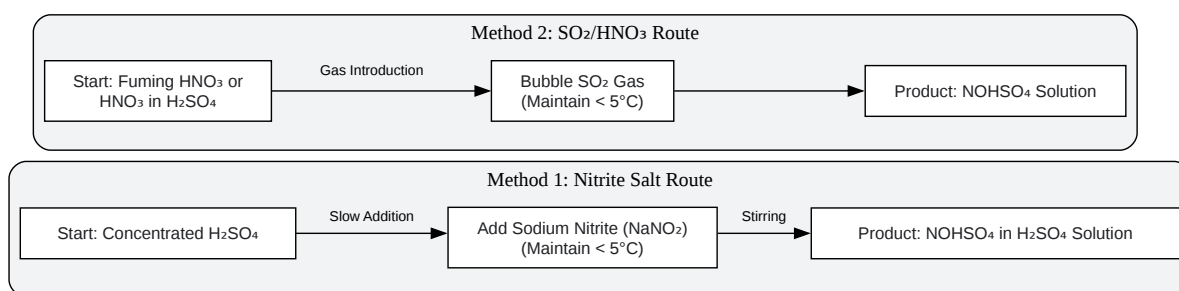 Method 2: SO₂/HNO₃ Route
Start: Fuming HNO₃ or
HNO₃ in H₂SO₄
Gas Introduction
Bubble SO₂ Gas
(Maintain < 5°C)
Product: NOHSO₄ Solution
Method 1: Nitrite Salt Route
Start: Concentrated H₂SO₄
Slow Addition
Add Sodium Nitrite (NaNO₂)
(Maintain < 5°C)
Stirring
Product: NOHSO₄ in H₂SO₄ Solution